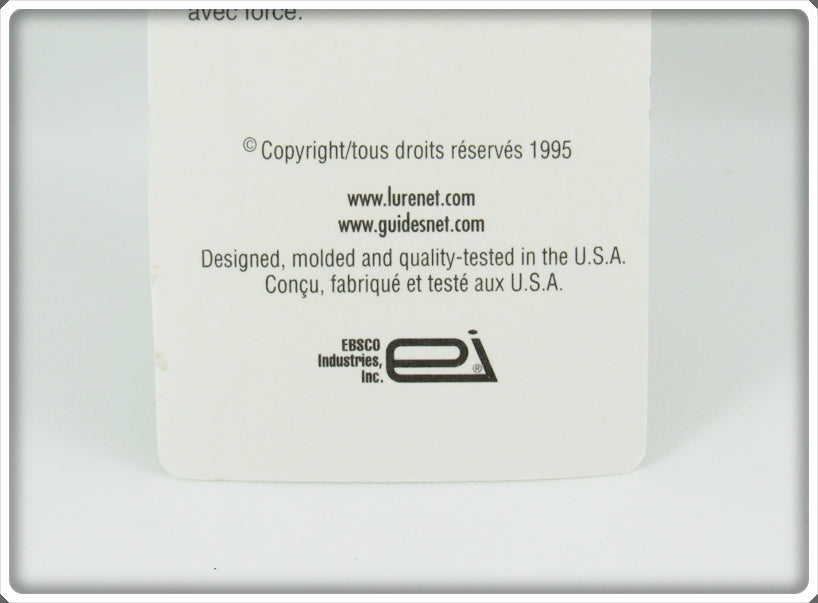 avec force.
© Copyright/tous droits réservés 1995
www.lurenet.com
www.guidesnet.com
Designed, molded and quality-tested in the U.S.A.
Conçu, fabriqué et testé aux U.S.A.
EBSCO
Industries,
Inc.
ei®